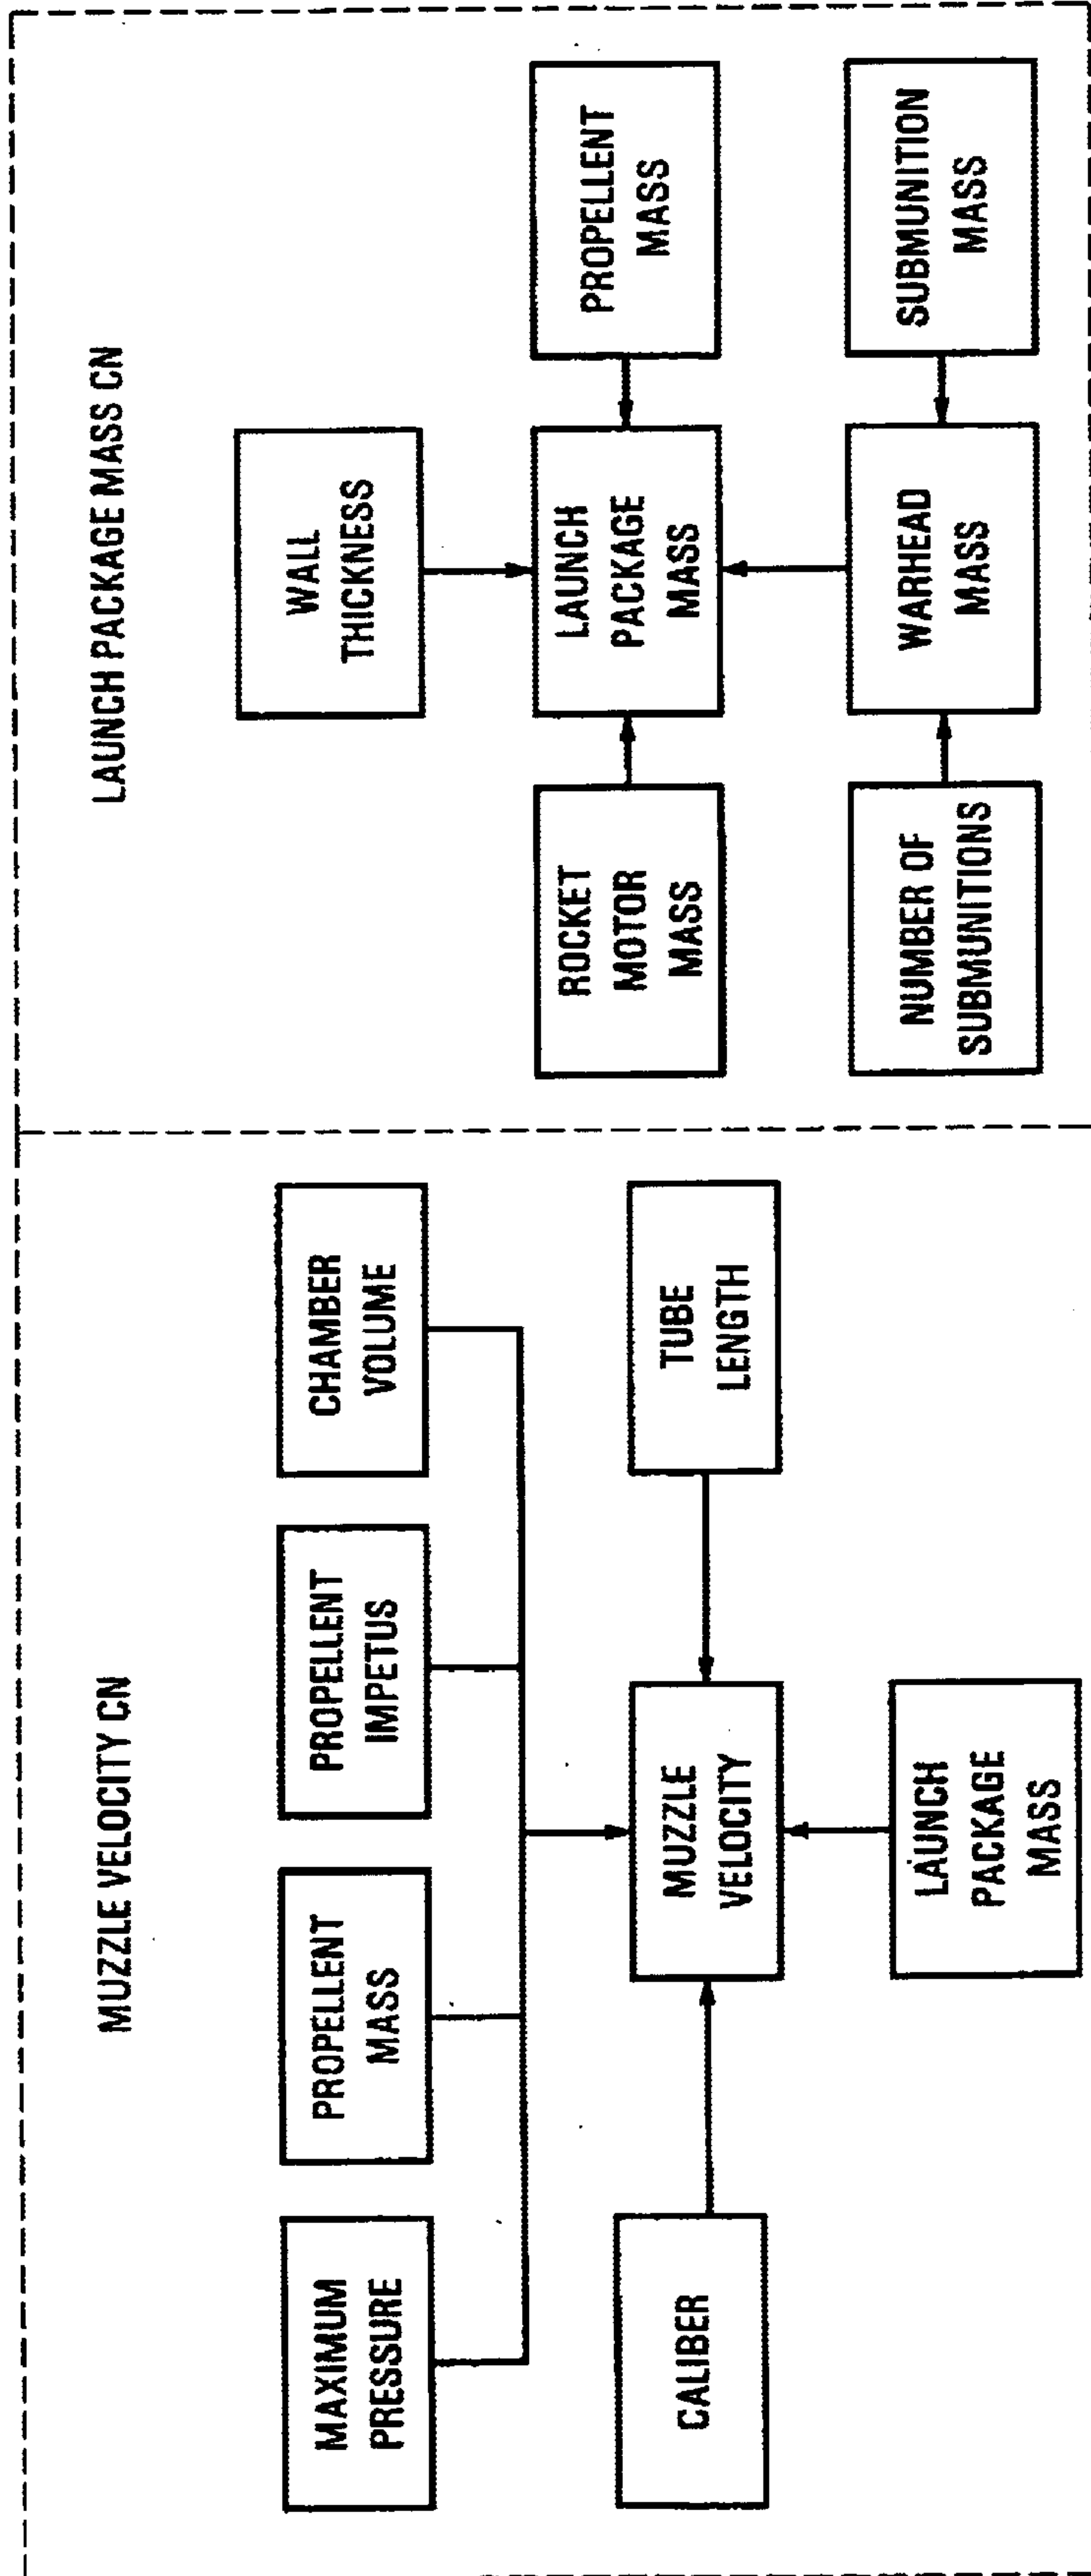 MUZZLE VELOCITY CN
MAXIMUM
PRESSURE
PROPELLENT
MASS
PROPELLENT
IMPETUS
CHAMBER
VOLUME
CALIBER
MUZZLE
VELOCITY
TUBE
LENGTH
LAUNCH
PACKAGE
MASS
LAUNCH PACKAGE MASS CN
WALL
THICKNESS
ROCKET
MOTOR
MASS
LAUNCH
PACKAGE
MASS
PROPELLENT
MASS
NUMBER OF
SUBMUNITIONS
WARHEAD
MASS
SUBMUNITION
MASS